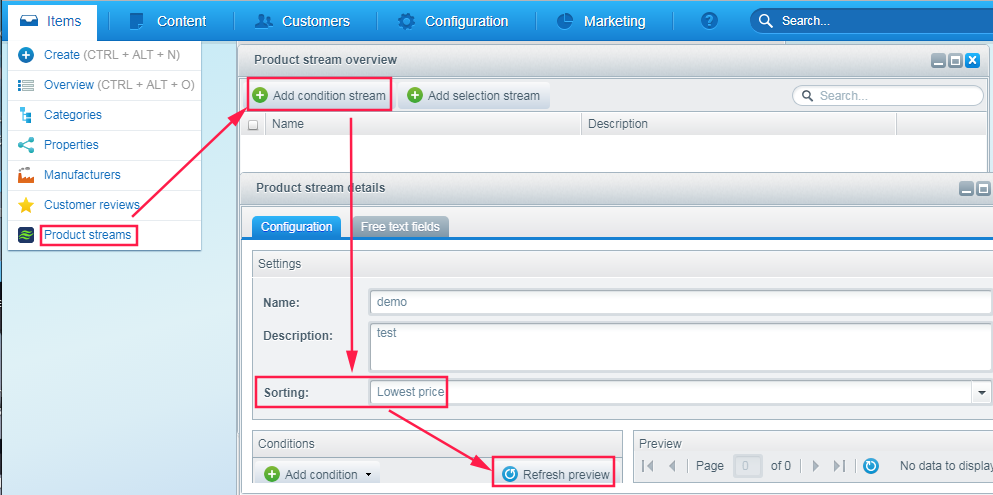 Items Content Customers Configuration Marketing ? Search...
Create (CTRL + ALT + N)
Overview (CTRL + ALT + O)
Categories
Properties
Manufacturers
Customer reviews
Product streams
Product stream overview
Add condition stream Add selection stream Search...
Name Description
Product stream details
Configuration Free text fields
Settings
Name: demo
Description: test
Sorting: Lowest price
Conditions
Add condition Refresh preview
Preview
Page 0 of 0 No data to display